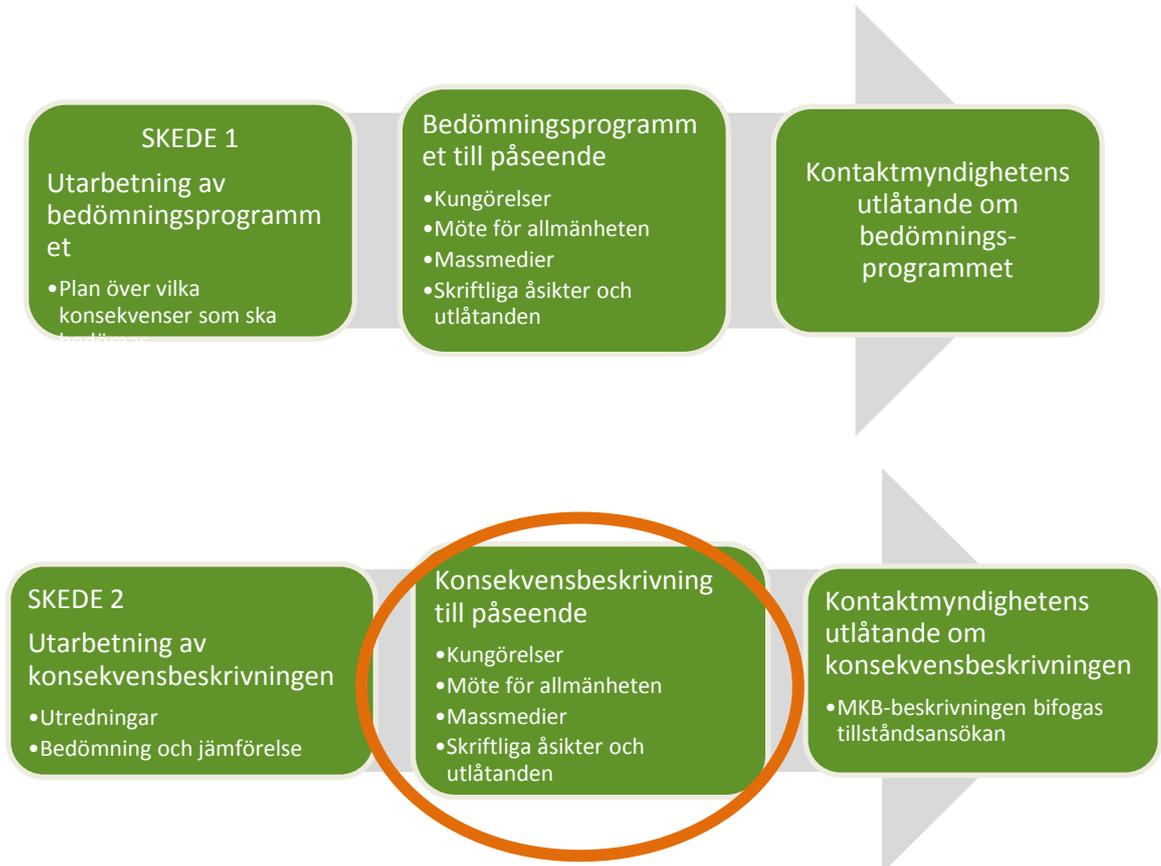 SKEDE 1
Utarbetning av
bedömningsprogramm
et
•Plan över vilka
konsekvenser som ska
bedömas
Bedömningsprogramm
et till påseende
•Kungörelser
•Möte för allmänheten
•Massmedier
•Skriftliga åsikter och
utlåtanden
Kontaktmyndighetens
utlåtande om
bedömnings-
programmet
SKEDE 2
Utarbetning av
konsekvensbeskrivningen
•Utredningar
•Bedömning och jämförelse
Konsekvensbeskrivning
till påseende
•Kungörelser
•Möte för allmänheten
•Massmedier
•Skriftliga åsikter och
utlåtanden
Kontaktmyndighetens
utlåtande om
konsekvensbeskrivningen
•MKB-beskrivningen bifogas
tillståndsansökan